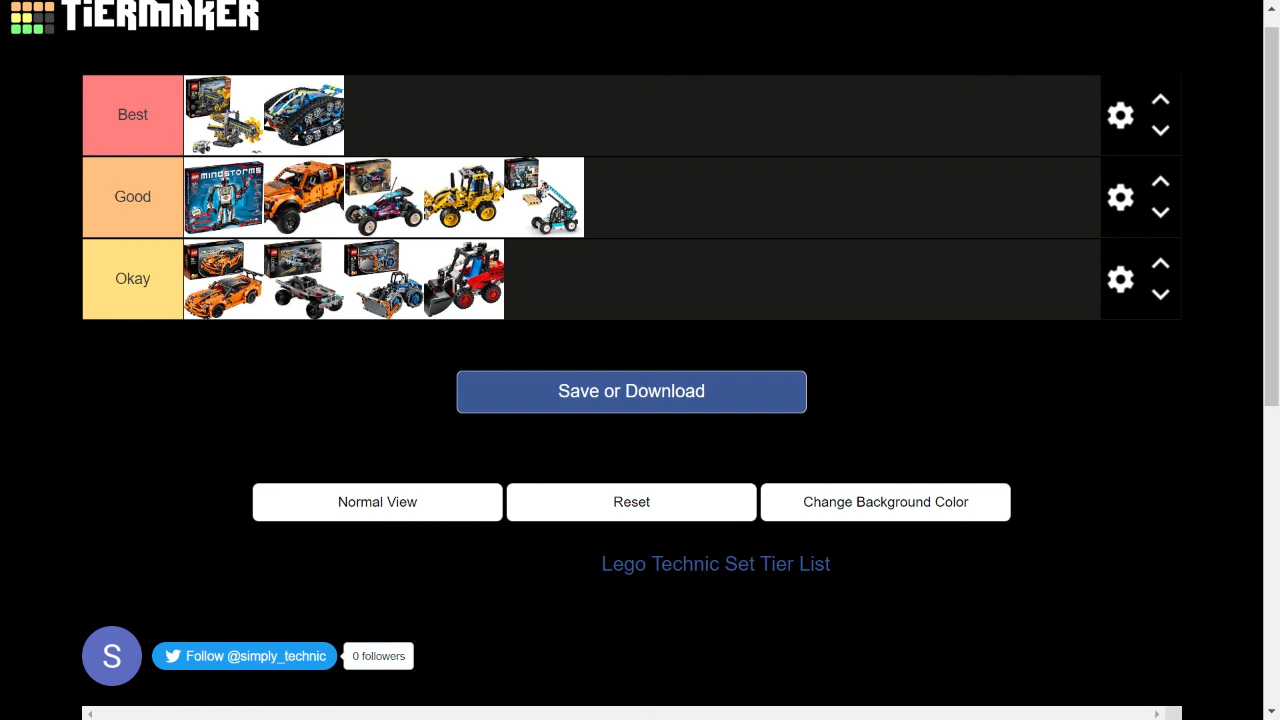 TiERMAKER
Best
MINDSTORMS
Good
Okay
Save or Download
Normal View
Reset
Change Background Color
Lego Technic Set Tier List
S
Follow @simply_technic
0 followers